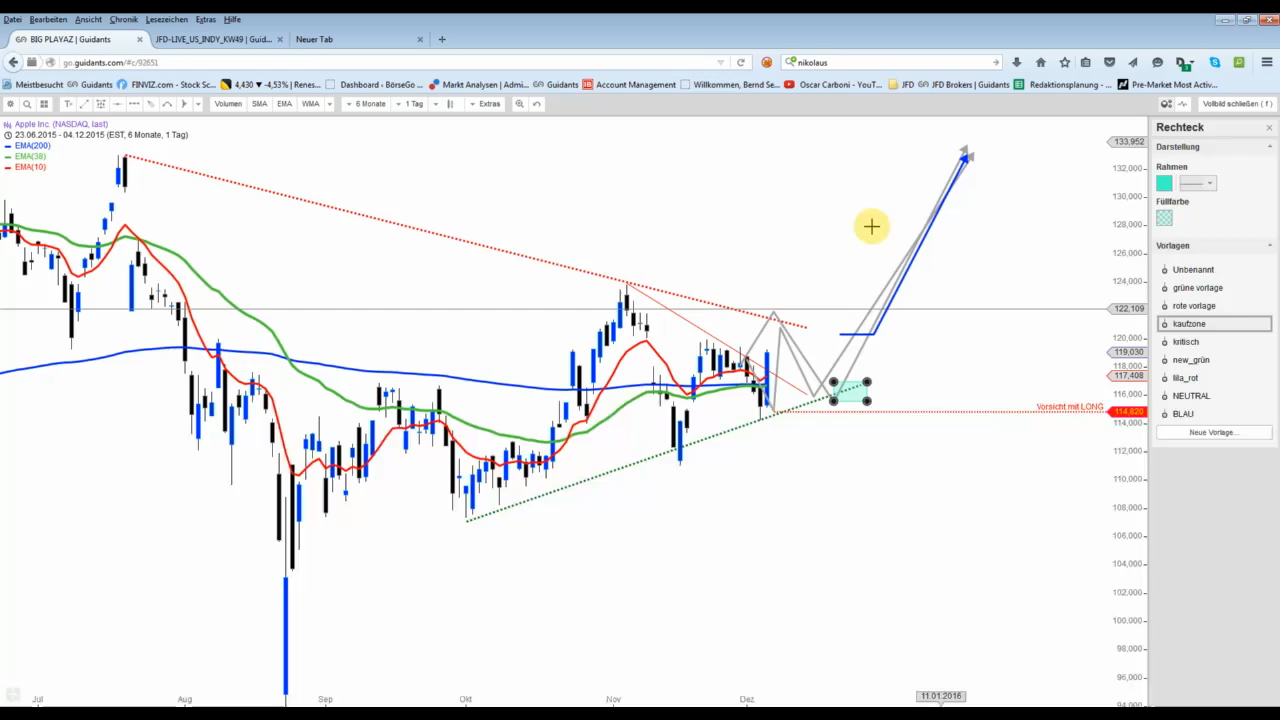 Datei Bearbeiten Ansicht Chronik Lesezeichen Extras Hilfe
BIG PLAYAZ | Guidants × JFD-LIVE_US_INDY_KW49 | Guid... × Neuer Tab × +
go.guidants.com/#c/92651 nikolaus
Meistbesucht Guidants FINVIZ.com - Stock Sc... 4,430 ▼ -4,53% | Renes... Dashboard - BörseGo ... Markt Analysen | Admi... Guidants Account Management Willkommen, Bernd Se... Oscar Carboni - YouT... JFD JFD Brokers | Guidants Redaktionsplanung - ... Pre-Market Most Activ...
Volumen SMA EMA WMA 6 Monate 1 Tag Extras Vollbild schließen ( f )
Apple Inc. (NASDAQ, last)
23.06.2015 - 04.12.2015 (EST, 6 Monate, 1 Tag)
EMA(200)
EMA(38)
EMA(10)
133,952
132,000
130,000
128,000
126,000
124,000
122,109
120,000
119,030
118,000
117,408
116,000
Vorsicht mit LONG
114,620
114,000
112,000
110,000
108,000
106,000
104,000
102,000
100,000
98,000
96,000
94,000
Jul Aug Sep Okt Nov Dez 11.01.2016
Rechteck ×
Darstellung
Rahmen
Füllfarbe
Vorlagen
Unbenannt
grüne vorlage
rote vorlage
kaufzone
kritisch
new_grün
lila_rot
NEUTRAL
BLAU
Neue Vorlage...